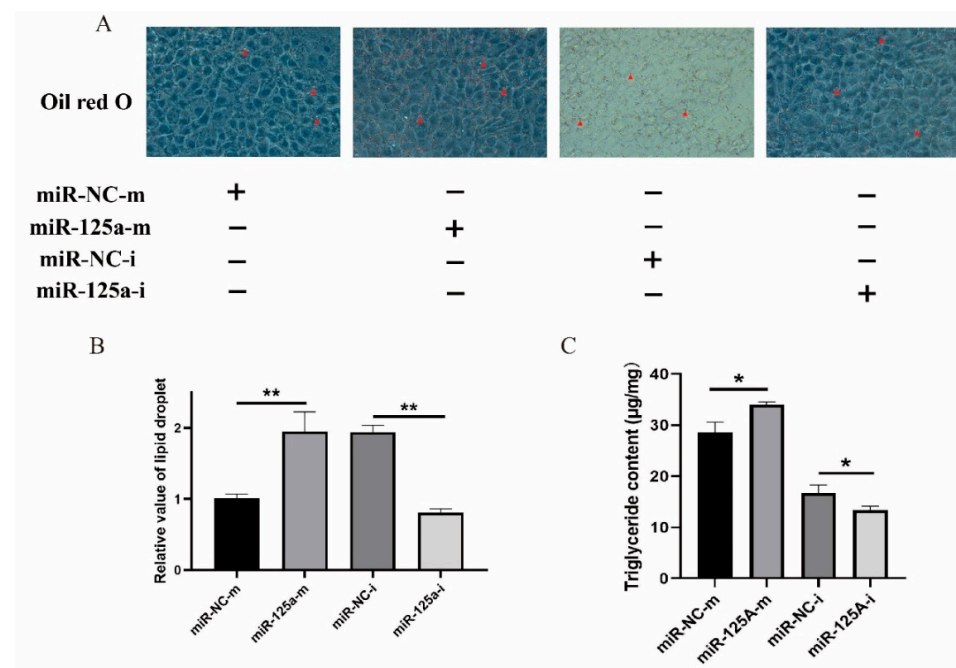 A
Oil red O
miR-NC-m + − − −
miR-125a-m − + − −
miR-NC-i − − + −
miR-125a-i − − − +
B
Relative value of lipid droplet
2
1
0
** **
miR-NC-m miR-125a-m miR-NC-i miR-125a-i
C
Triglyceride content (μg/mg)
40
30
20
10
0
* *
miR-NC-m miR-125A-m miR-NC-i miR-125A-i